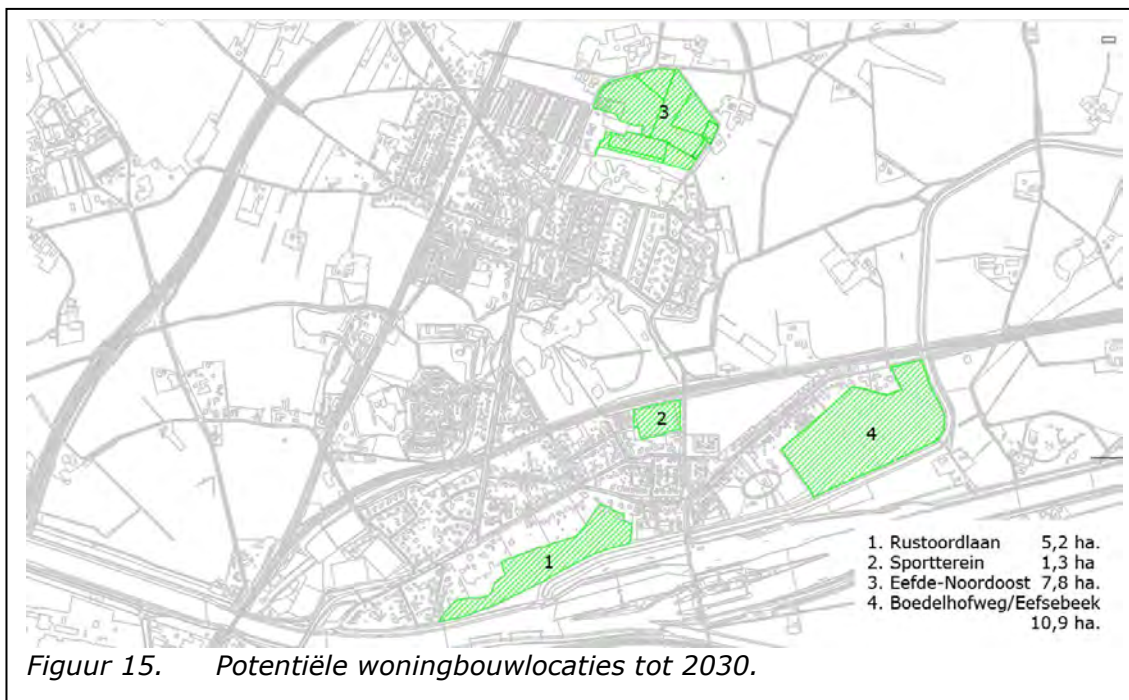 3
2
4
1
1. Rustoordlaan 5,2 ha.
2. Sportterein 1,3 ha
3. Eefde-Noordoost 7,8 ha.
4. Boedelhofweg/Eefsebeek
10,9 ha.
Figuur 15. Potentiële woningbouwlocaties tot 2030.